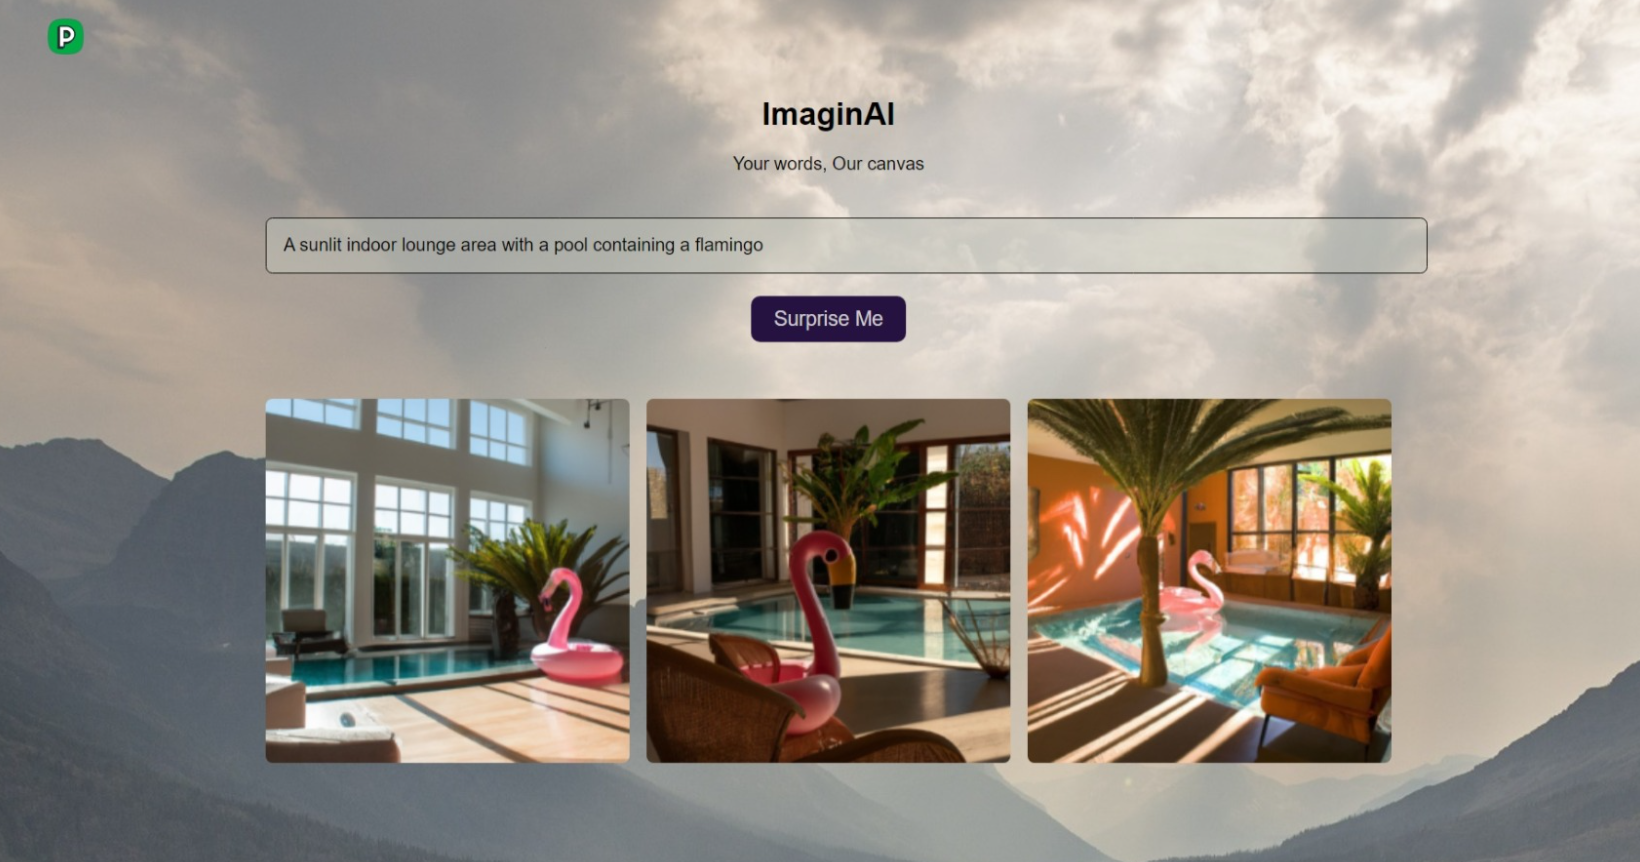 P
ImaginAI
Your words, Our canvas
A sunlit indoor lounge area with a pool containing a flamingo
Surprise Me